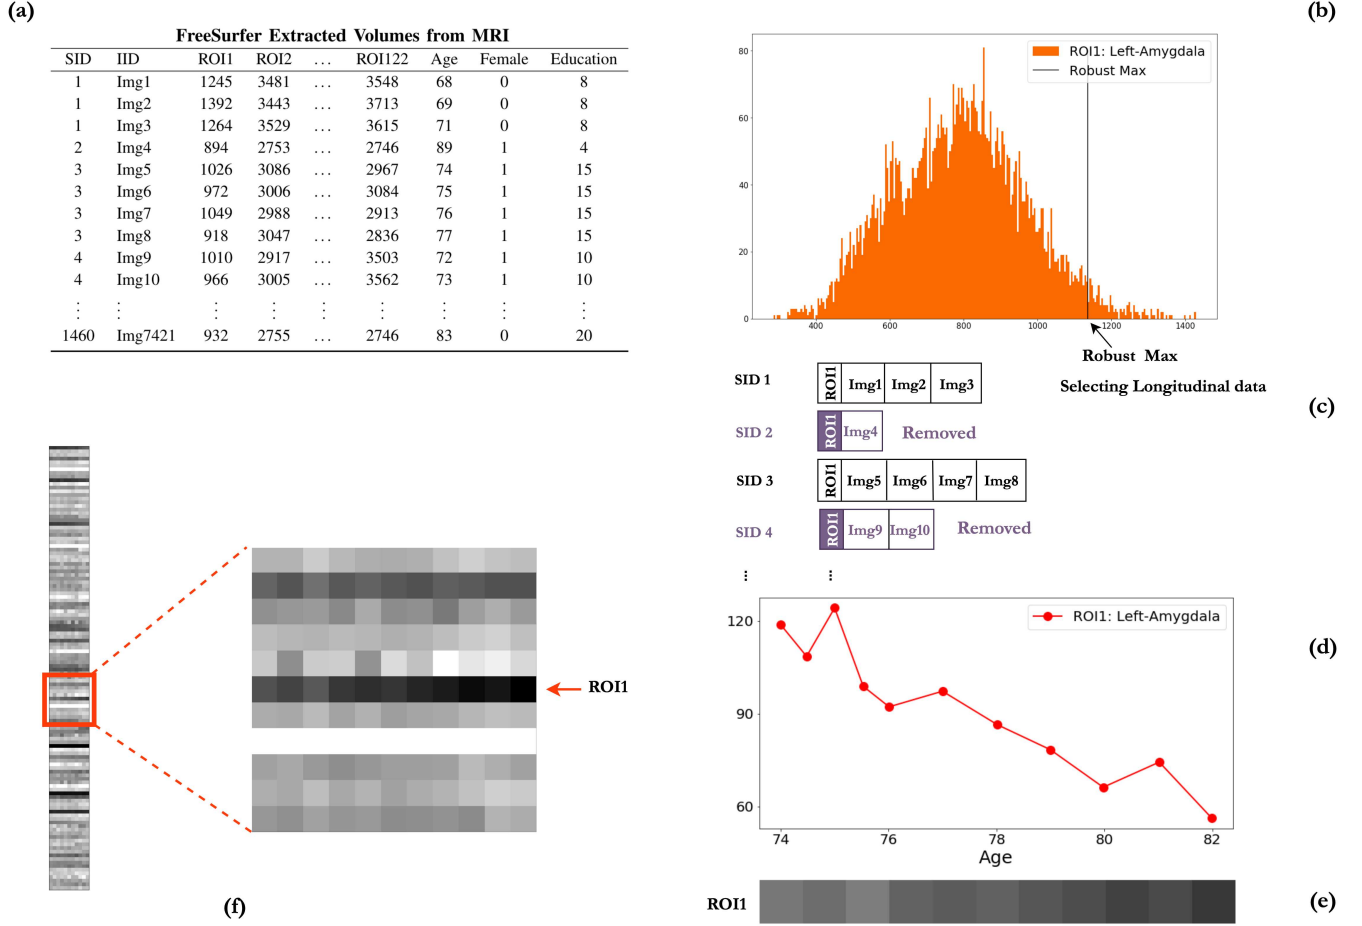 (a)
FreeSurfer Extracted Volumes from MRI
SID IID ROI1 ROI2 ... ROI122 Age Female Education
1 Img1 1245 3481 ... 3548 68 0 8
1 Img2 1392 3443 ... 3713 69 0 8
1 Img3 1264 3529 ... 3615 71 0 8
2 Img4 894 2753 ... 2746 89 1 4
3 Img5 1026 3086 ... 2967 74 1 15
3 Img6 972 3006 ... 3084 75 1 15
3 Img7 1049 2988 ... 2913 76 1 15
3 Img8 918 3047 ... 2836 77 1 15
4 Img9 1010 2917 ... 3503 72 1 10
4 Img10 966 3005 ... 3562 73 1 10
: : : : : : : : :
1460 Img7421 932 2755 ... 2746 83 0 20
(b)
80
60
40
20
0
400 600 800 1000 1200 1400
ROI1: Left-Amygdala
Robust Max
Robust Max
Selecting Longitudinal data
(c)
SID 1 ROI1 Img1 Img2 Img3
SID 2 ROI1 Img4 Removed
SID 3 ROI1 Img5 Img6 Img7 Img8
SID 4 ROI1 Img9 Img10 Removed
... ...
(d)
ROI1: Left-Amygdala
120
90
60
74 76 78 80 82
Age
ROI1
(e)
ROI1
(f)